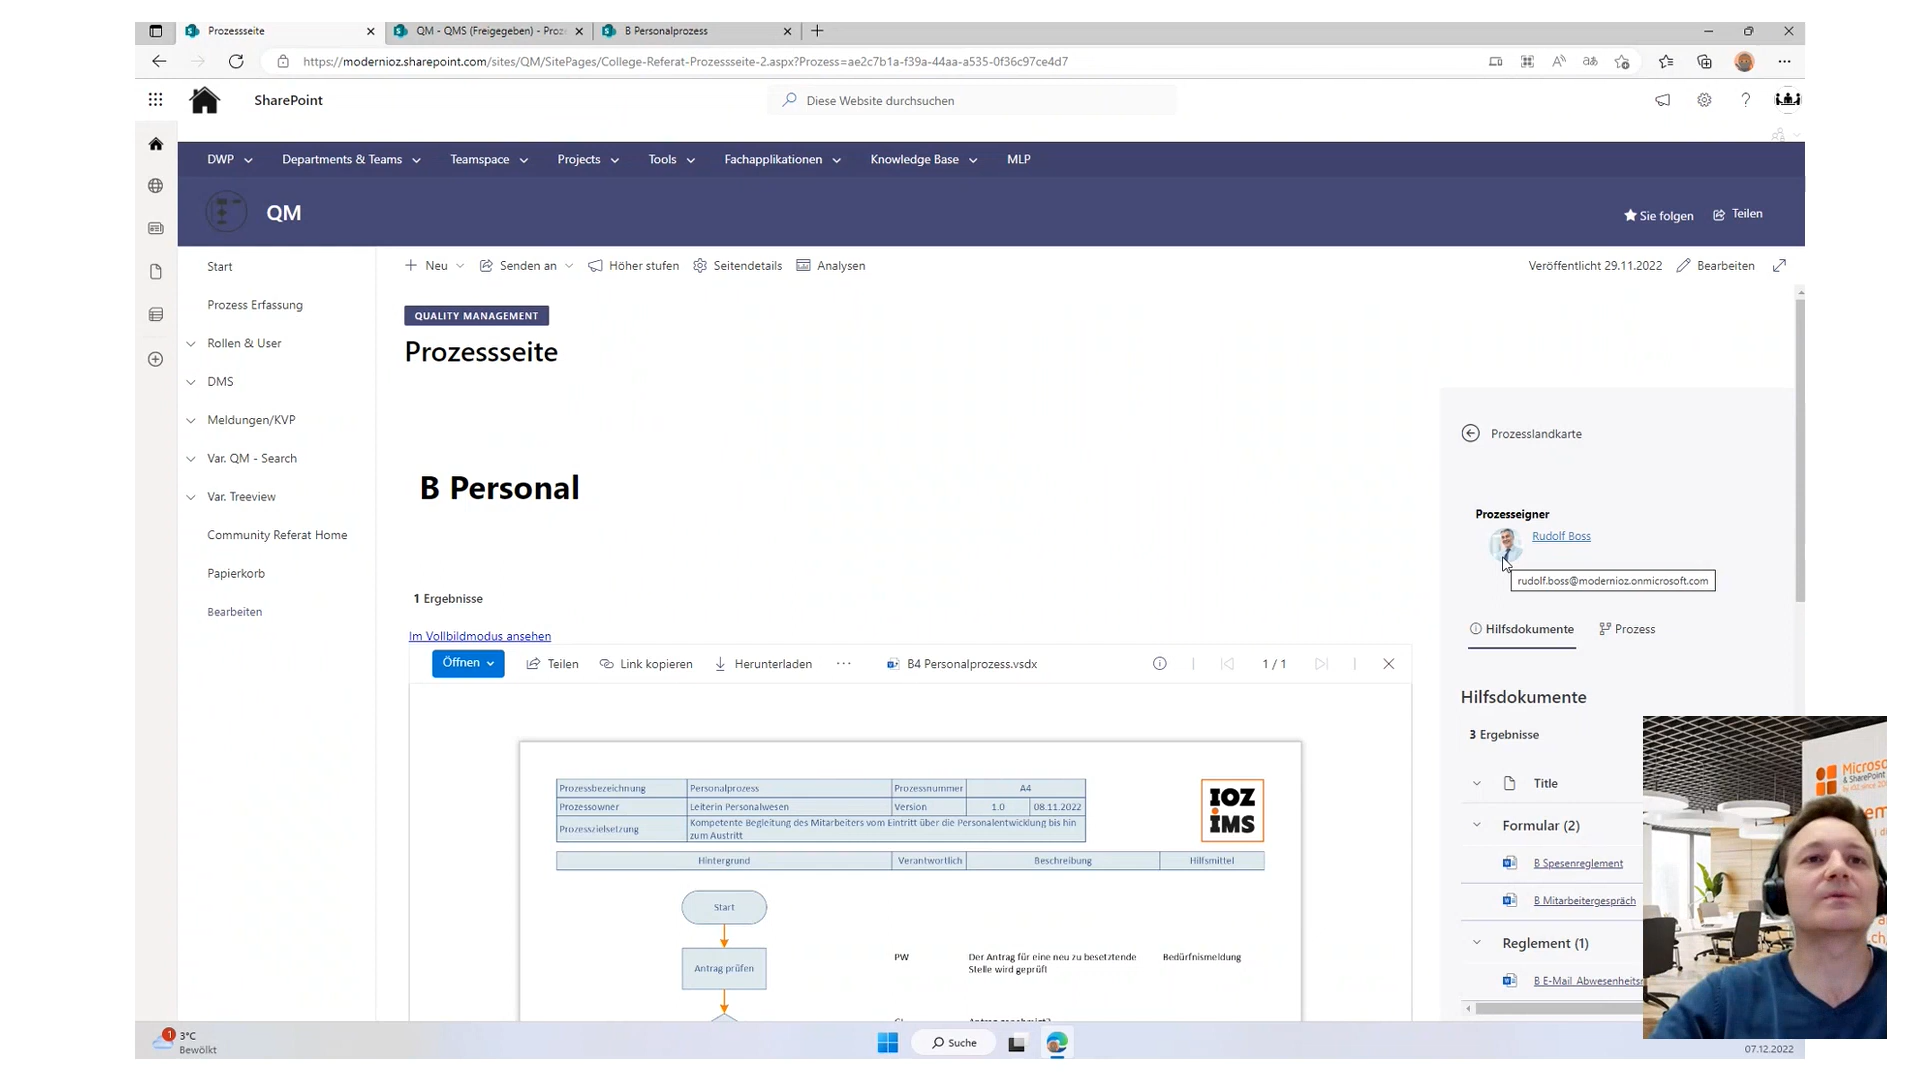 Prozessseite
QM - QMS (Freigegeben) - Proz
B Personalprozess
https://modernioz.sharepoint.com/sites/QM/SitePages/College-Referat-Prozessseite-2.aspx?Prozess=ae2c7b1a-f39a-44aa-a535-0f36c97ce4d7
SharePoint
Diese Website durchsuchen
DWP
Departments & Teams
Teamspace
Projects
Tools
Fachapplikationen
Knowledge Base
MLP
QM
Sie folgen
Teilen
Start
Prozess Erfassung
Rollen & User
DMS
Meldungen/KVP
Var. QM - Search
Var. Treeview
Community Referat Home
Papierkorb
Bearbeiten
Neu
Senden an
Höher stufen
Seitendetails
Analysen
Veröffentlicht 29.11.2022
Bearbeiten
QUALITY MANAGEMENT
Prozessseite
B Personal
1 Ergebnisse
Im Vollbildmodus ansehen
Öffnen
Teilen
Link kopieren
Herunterladen
B4 Personalprozess.vsdx
1 / 1
Prozessbezeichnung Personalprozess Prozessnummer A4
Prozessowner Leiterin Personalwesen Version 1.0 08.11.2022
Prozesszielsetzung Kompetente Begleitung des Mitarbeiters vom Eintritt über die Personalentwicklung bis hin
zum Austritt
IOZ
IMS
Hintergrund Verantwortlich Beschreibung Hilfsmittel
Start
Antrag prüfen
PW
Der Antrag für eine neu zu besetztende
Stelle wird geprüft
Bedürfnismeldung
Prozesslandkarte
Prozesseigner
Rudolf Boss
rudolf.boss@modernioz.onmicrosoft.com
Hilfsdokumente
Prozess
Hilfsdokumente
3 Ergebnisse
Title
Formular (2)
B Spesenreglement
B Mitarbeitergespräch
Reglement (1)
B E-Mail Abwesenheits
Microsof
& SharePoint
1
3°C
Bewölkt
Suche
07.12.2022